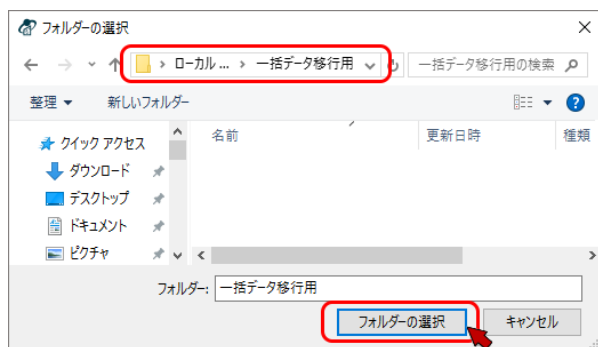 フォルダーの選択
ローカル ... › 一括データ移行用
一括データ移行用の検索
整理 新しいフォルダー
名前 更新日時 種類
クイック アクセス
ダウンロード
デスクトップ
ドキュメント
ピクチャ
フォルダー: 一括データ移行用
フォルダーの選択 キャンセル